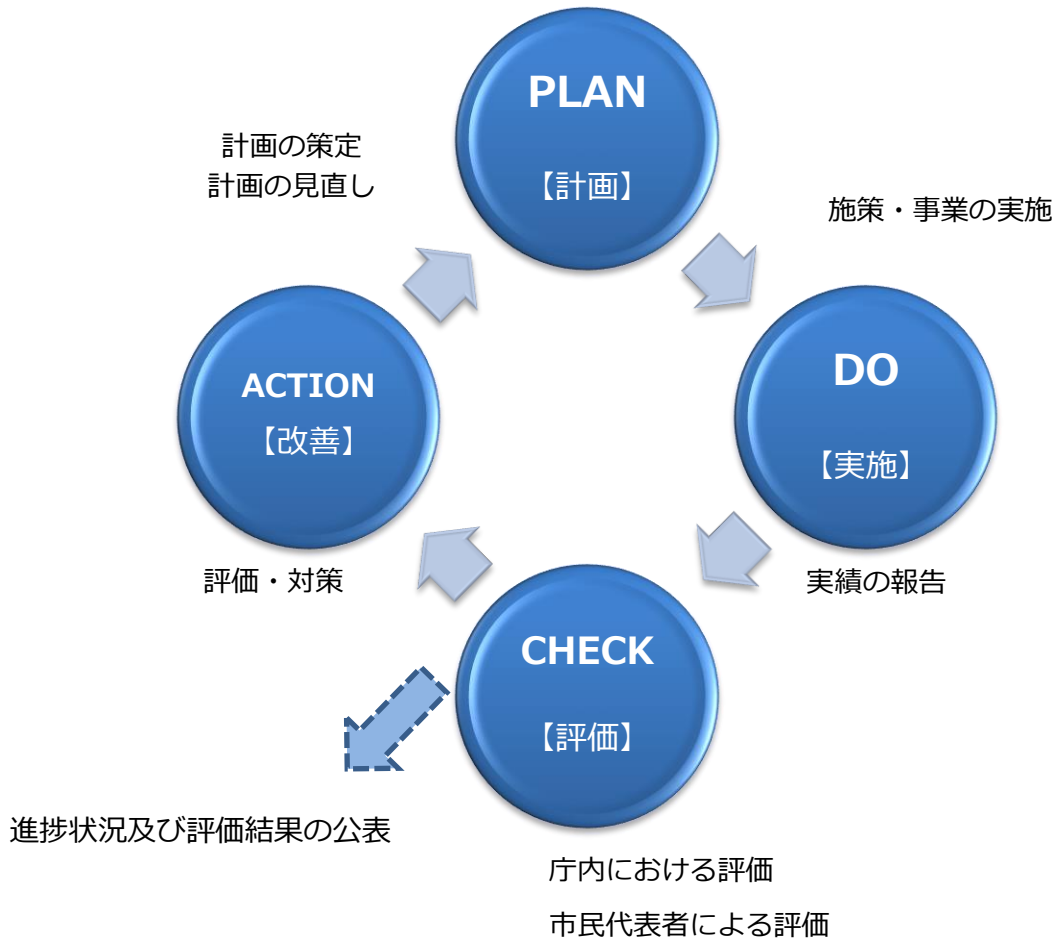 PLAN
【計画】
計画の策定
計画の見直し
施策・事業の実施
ACTION
【改善】
DO
【実施】
評価・対策
実績の報告
CHECK
【評価】
進捗状況及び評価結果の公表
庁内における評価
市民代表者による評価